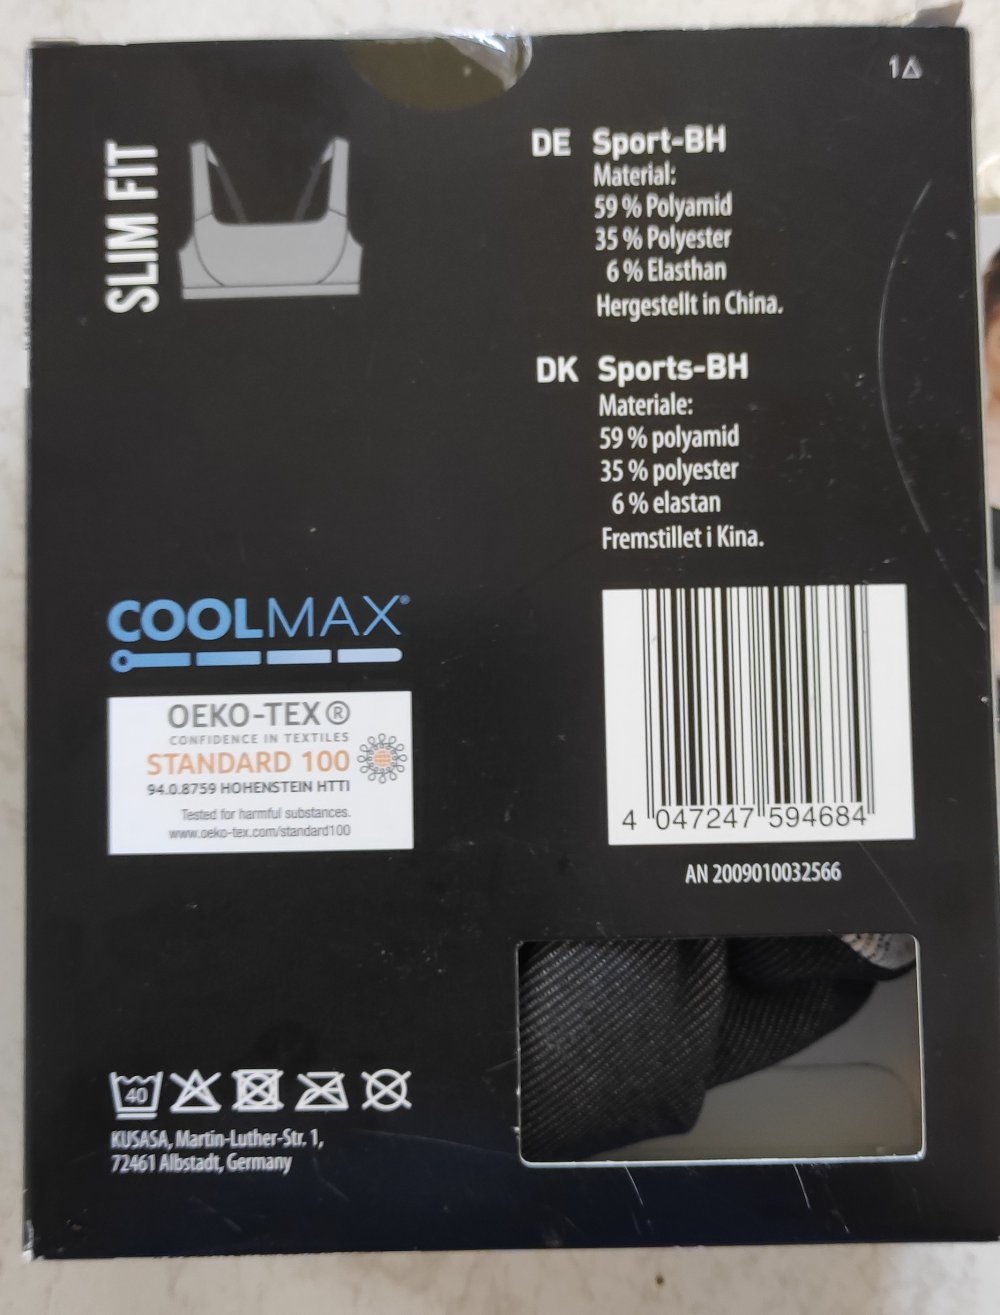 1
SLIM FIT
DE Sport-BH
Material:
59 % Polyamid
35 % Polyester
6 % Elasthan
Hergestellt in China.
DK Sports-BH
Materiale:
59 % polyamid
35 % polyester
6 % elastan
Fremstillet i Kina.
COOLMAX®
OEKO-TEX®
CONFIDENCE IN TEXTILES
STANDARD 100
94.0.8759 HOHENSTEIN HTTI
Tested for harmful substances.
www.oeko-tex.com/standard100
4 047247 594684
AN 2009010032566
40
KUSASA, Martin-Luther-Str. 1,
72461 Albstadt, Germany